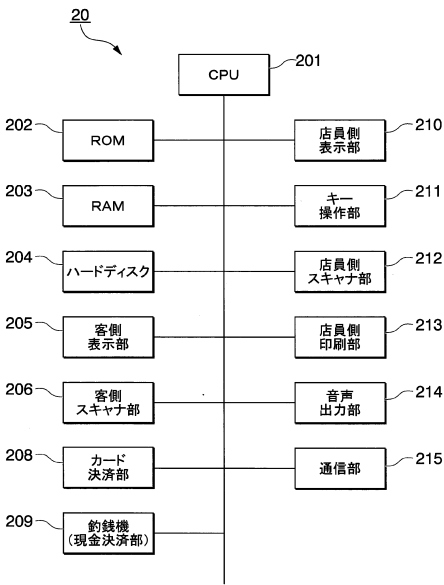 20
CPU
201
202
ROM
210
店員側
表示部
203
RAM
211
キー
操作部
204
ハードディスク
212
店員側
スキャナ部
205
客側
表示部
213
店員側
印刷部
206
客側
スキャナ部
214
音声
出力部
208
カード
決済部
215
通信部
209
釣銭機
(現金決済部)